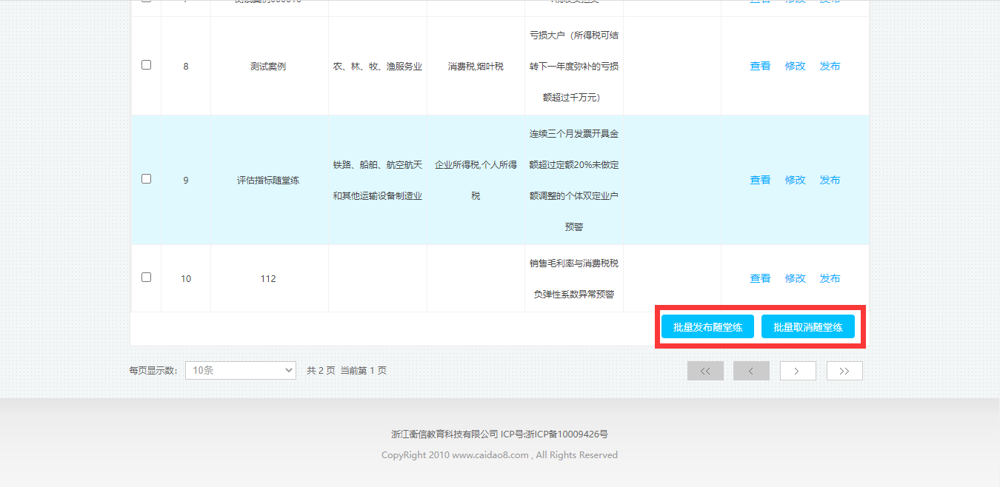 查看 修改 发布
8 测试案例 农、林、牧、渔服务业 消费税,烟叶税 亏损大户（所得税可结
转下一年度弥补的亏损
额超过千万元） 查看 修改 发布
9 评估指标随堂练 铁路、船舶、航空航天
和其他运输设备制造业 企业所得税,个人所得
税 连续三个月发票开具金
额超过定额20%未做定
额调整的个体双定业户
预警 查看 修改 发布
10 112 销售毛利率与消费税税
负弹性系数异常预警 查看 修改 发布
批量发布随堂练 批量取消随堂练
每页显示数： 10条 共 2 页 当前第 1 页 << < > >>
浙江衡信教育科技有限公司 ICP号:浙ICP备10009426号
CopyRight 2010 www.caidao8.com , All Rights Reserved